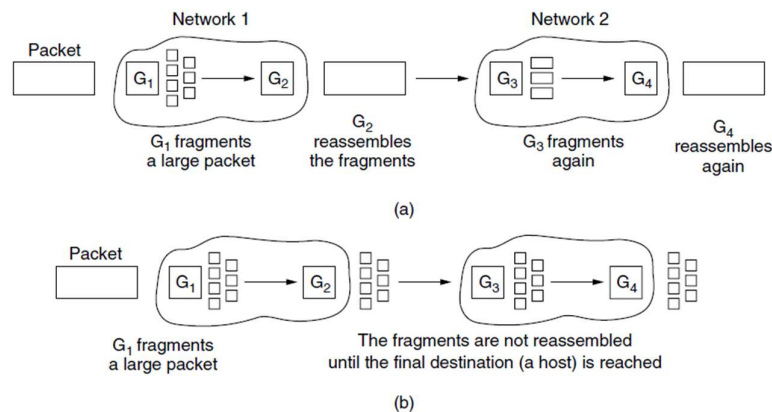 Network 1
Network 2
Packet
G1
G2
G3
G4
G1 fragments
a large packet
G2
reassembles
the fragments
G3 fragments
again
G4
reassembles
again
(a)
Packet
G1
G2
G3
G4
G1 fragments
a large packet
The fragments are not reassembled
until the final destination (a host) is reached
(b)